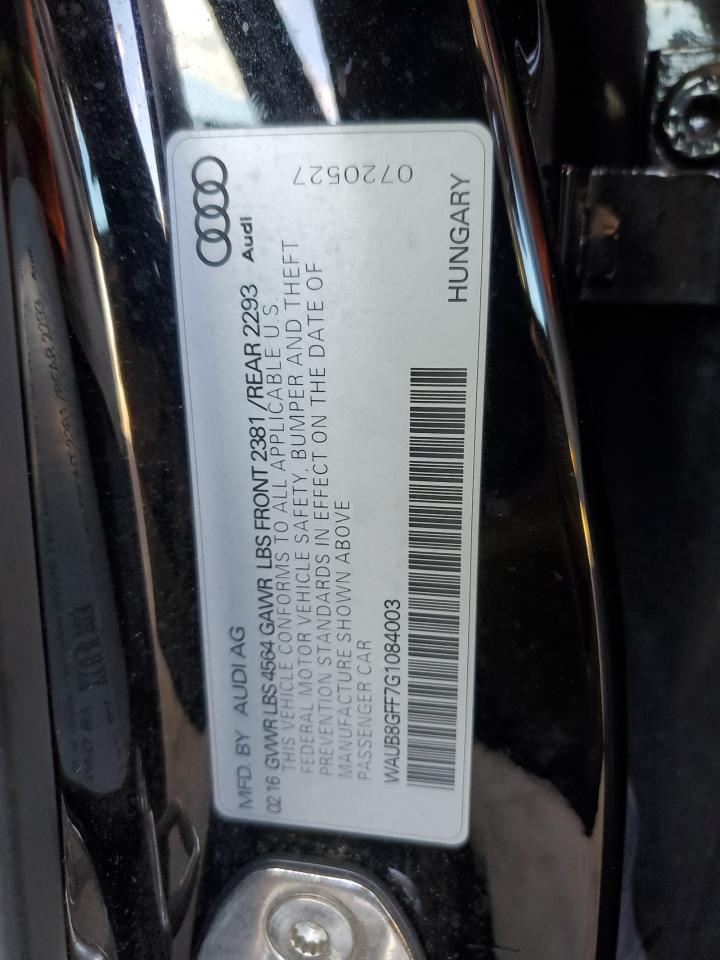 MFD. BY AUDI AG
Audi
02 16 GVWR LBS 4564 GAWR LBS FRONT 2381 /REAR 2293
THIS VEHICLE CONFORMS TO ALL APPLICABLE U.S.
FEDERAL MOTOR VEHICLE SAFETY, BUMPER AND THEFT
PREVENTION STANDARDS IN EFFECT ON THE DATE OF
MANUFACTURE SHOWN ABOVE
PASSENGER CAR
WAUB8GFF7G1084003
0720527
HUNGARY